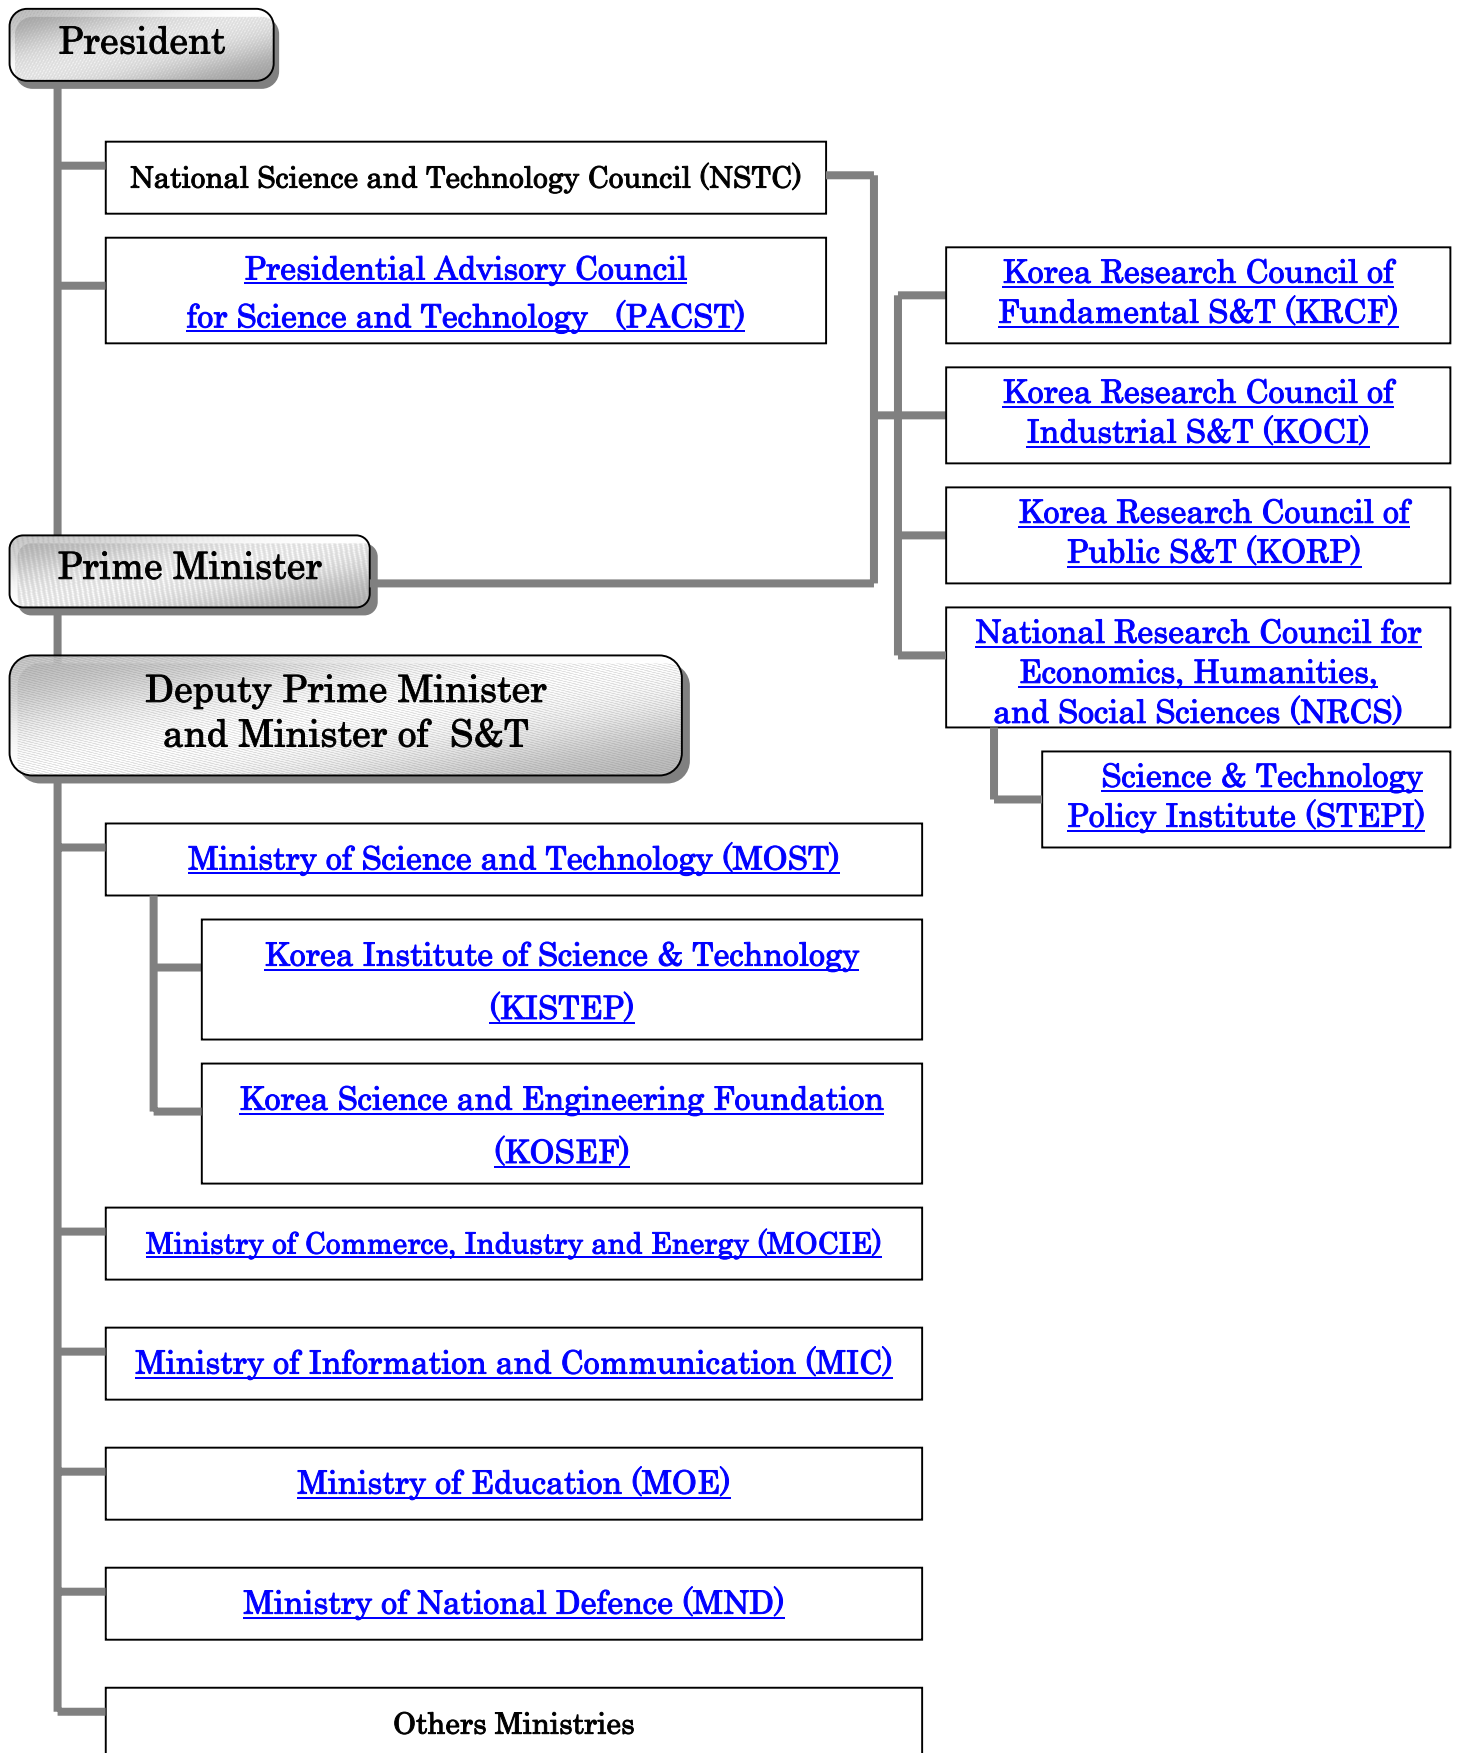 President
National Science and Technology Council (NSTC)
Presidential Advisory Council
for Science and Technology   (PACST)
Korea Research Council of
Fundamental S&T (KRCF)
Korea Research Council of
Industrial S&T (KOCI)
Korea Research Council of
Public S&T (KORP)
Prime Minister
National Research Council for
Economics, Humanities,
and Social Sciences (NRCS)
Deputy Prime Minister
and Minister of  S&T
Science & Technology
Policy Institute (STEPI)
Ministry of Science and Technology (MOST)
Korea Institute of Science & Technology
(KISTEP)
Korea Science and Engineering Foundation
(KOSEF)
Ministry of Commerce, Industry and Energy (MOCIE)
Ministry of Information and Communication (MIC)
Ministry of Education (MOE)
Ministry of National Defence (MND)
Others Ministries